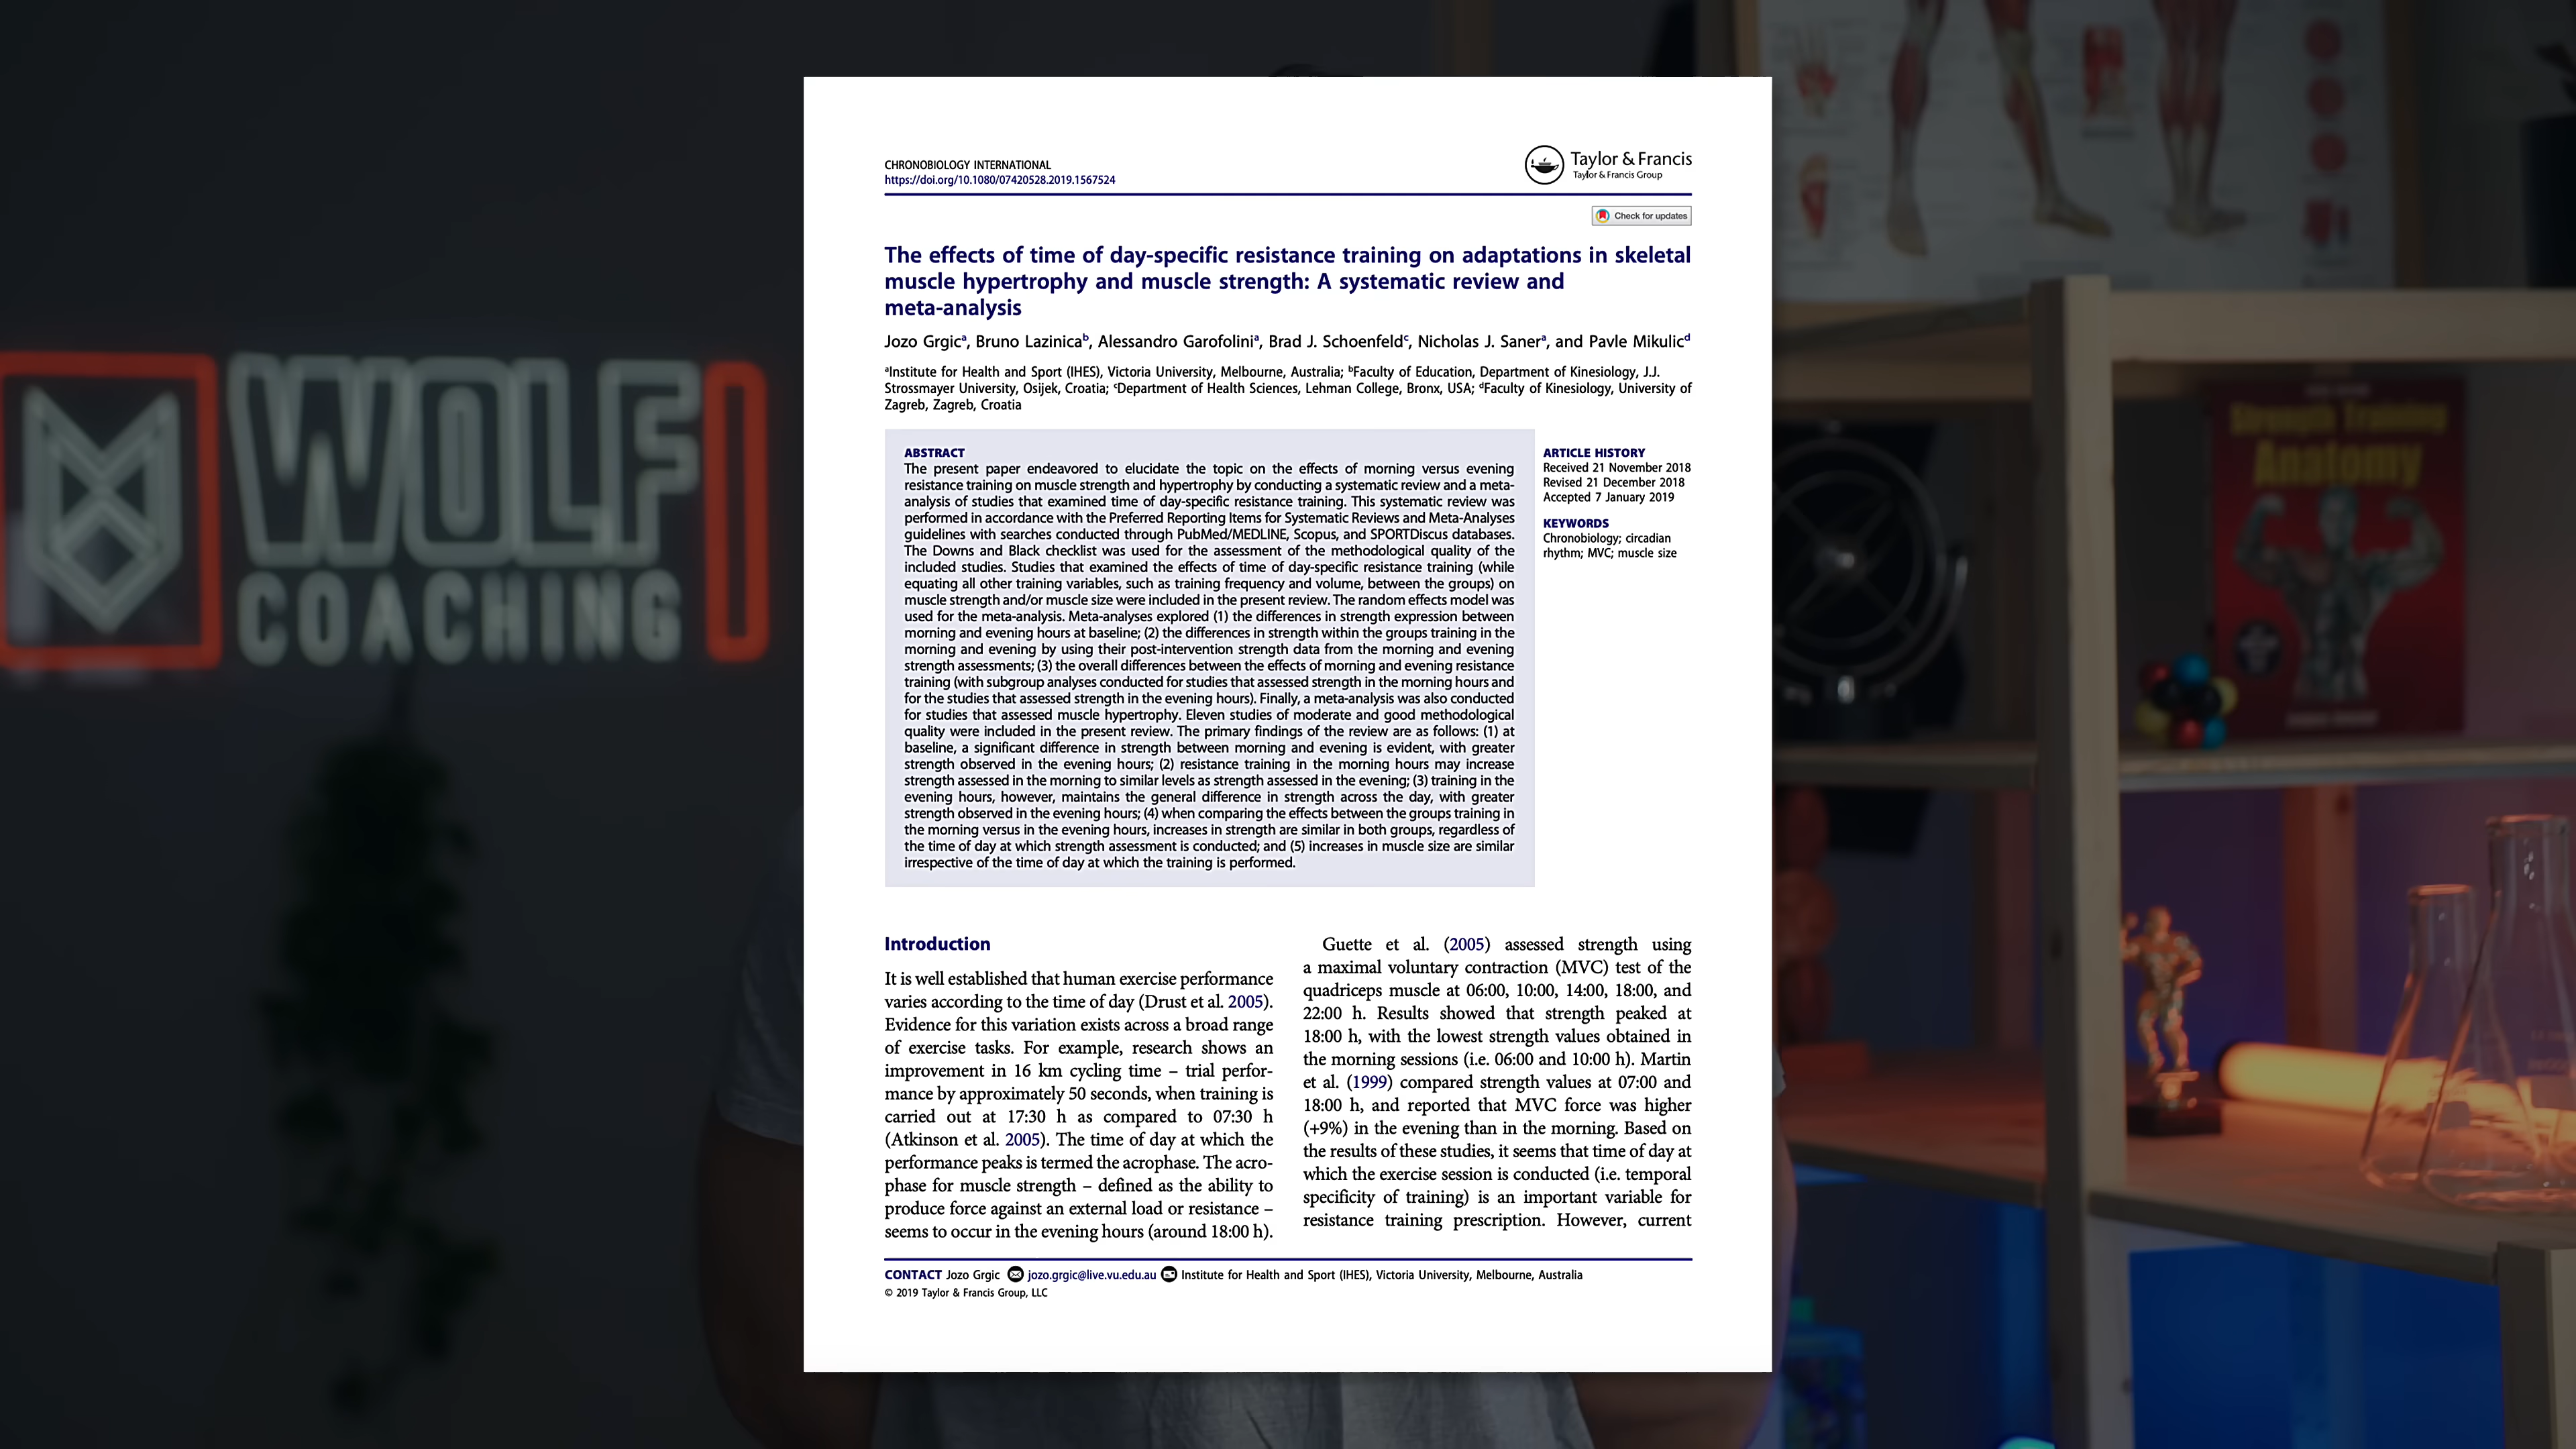 WOLF
COACHING
CHRONOBIOLOGY INTERNATIONAL
https://doi.org/10.1080/07420528.2019.1567524
Taylor & Francis
Taylor & Francis Group
Check for updates
The effects of time of day-specific resistance training on adaptations in skeletal
muscle hypertrophy and muscle strength: A systematic review and
meta-analysis
Jozo Grgicᵃ, Bruno Lazinicaᵇ, Alessandro Garofoliniᵃ, Brad J. Schoenfeldᶜ, Nicholas J. Sanerᵃ, and Pavle Mikulicᵈ
ᵃInstitute for Health and Sport (IHES), Victoria University, Melbourne, Australia; ᵇFaculty of Education, Department of Kinesiology, J.J.
Strossmayer University, Osijek, Croatia; ᶜDepartment of Health Sciences, Lehman College, Bronx, USA; ᵈFaculty of Kinesiology, University of
Zagreb, Zagreb, Croatia
ABSTRACT
The present paper endeavored to elucidate the topic on the effects of morning versus evening
resistance training on muscle strength and hypertrophy by conducting a systematic review and a meta-
analysis of studies that examined time of day-specific resistance training. This systematic review was
performed in accordance with the Preferred Reporting Items for Systematic Reviews and Meta-Analyses
guidelines with searches conducted through PubMed/MEDLINE, Scopus, and SPORTDiscus databases.
The Downs and Black checklist was used for the assessment of the methodological quality of the
included studies. Studies that examined the effects of time of day-specific resistance training (while
equating all other training variables, such as training frequency and volume, between the groups) on
muscle strength and/or muscle size were included in the present review. The random effects model was
used for the meta-analysis. Meta-analyses explored (1) the differences in strength expression between
morning and evening hours at baseline; (2) the differences in strength within the groups training in the
morning and evening by using their post-intervention strength data from the morning and evening
strength assessments; (3) the overall differences between the effects of morning and evening resistance
training (with subgroup analyses conducted for studies that assessed strength in the morning hours and
for the studies that assessed strength in the evening hours). Finally, a meta-analysis was also conducted
for studies that assessed muscle hypertrophy. Eleven studies of moderate and good methodological
quality were included in the present review. The primary findings of the review are as follows: (1) at
baseline, a significant difference in strength between morning and evening is evident, with greater
strength observed in the evening hours; (2) resistance training in the morning hours may increase
strength assessed in the morning to similar levels as strength assessed in the evening; (3) training in the
evening hours, however, maintains the general difference in strength across the day, with greater
strength observed in the evening hours; (4) when comparing the effects between the groups training in
the morning versus in the evening hours, increases in strength are similar in both groups, regardless of
the time of day at which strength assessment is conducted; and (5) increases in muscle size are similar
irrespective of the time of day at which the training is performed.
ARTICLE HISTORY
Received 21 November 2018
Revised 21 December 2018
Accepted 7 January 2019
KEYWORDS
Chronobiology; circadian
rhythm; MVC; muscle size
Introduction
It is well established that human exercise performance
varies according to the time of day (Drust et al. 2005).
Evidence for this variation exists across a broad range
of exercise tasks. For example, research shows an
improvement in 16 km cycling time – trial perfor-
mance by approximately 50 seconds, when training is
carried out at 17:30 h as compared to 07:30 h
(Atkinson et al. 2005). The time of day at which the
performance peaks is termed the acrophase. The acro-
phase for muscle strength – defined as the ability to
produce force against an external load or resistance –
seems to occur in the evening hours (around 18:00 h).
Guette et al. (2005) assessed strength using
a maximal voluntary contraction (MVC) test of the
quadriceps muscle at 06:00, 10:00, 14:00, 18:00, and
22:00 h. Results showed that strength peaked at
18:00 h, with the lowest strength values obtained in
the morning sessions (i.e. 06:00 and 10:00 h). Martin
et al. (1999) compared strength values at 07:00 and
18:00 h, and reported that MVC force was higher
(+9%) in the evening than in the morning. Based on
the results of these studies, it seems that time of day at
which the exercise session is conducted (i.e. temporal
specificity of training) is an important variable for
resistance training prescription. However, current
CONTACT Jozo Grgic jozo.grgic@live.vu.edu.au Institute for Health and Sport (IHES), Victoria University, Melbourne, Australia
© 2019 Taylor & Francis Group, LLC
Strength Training
Anatomy